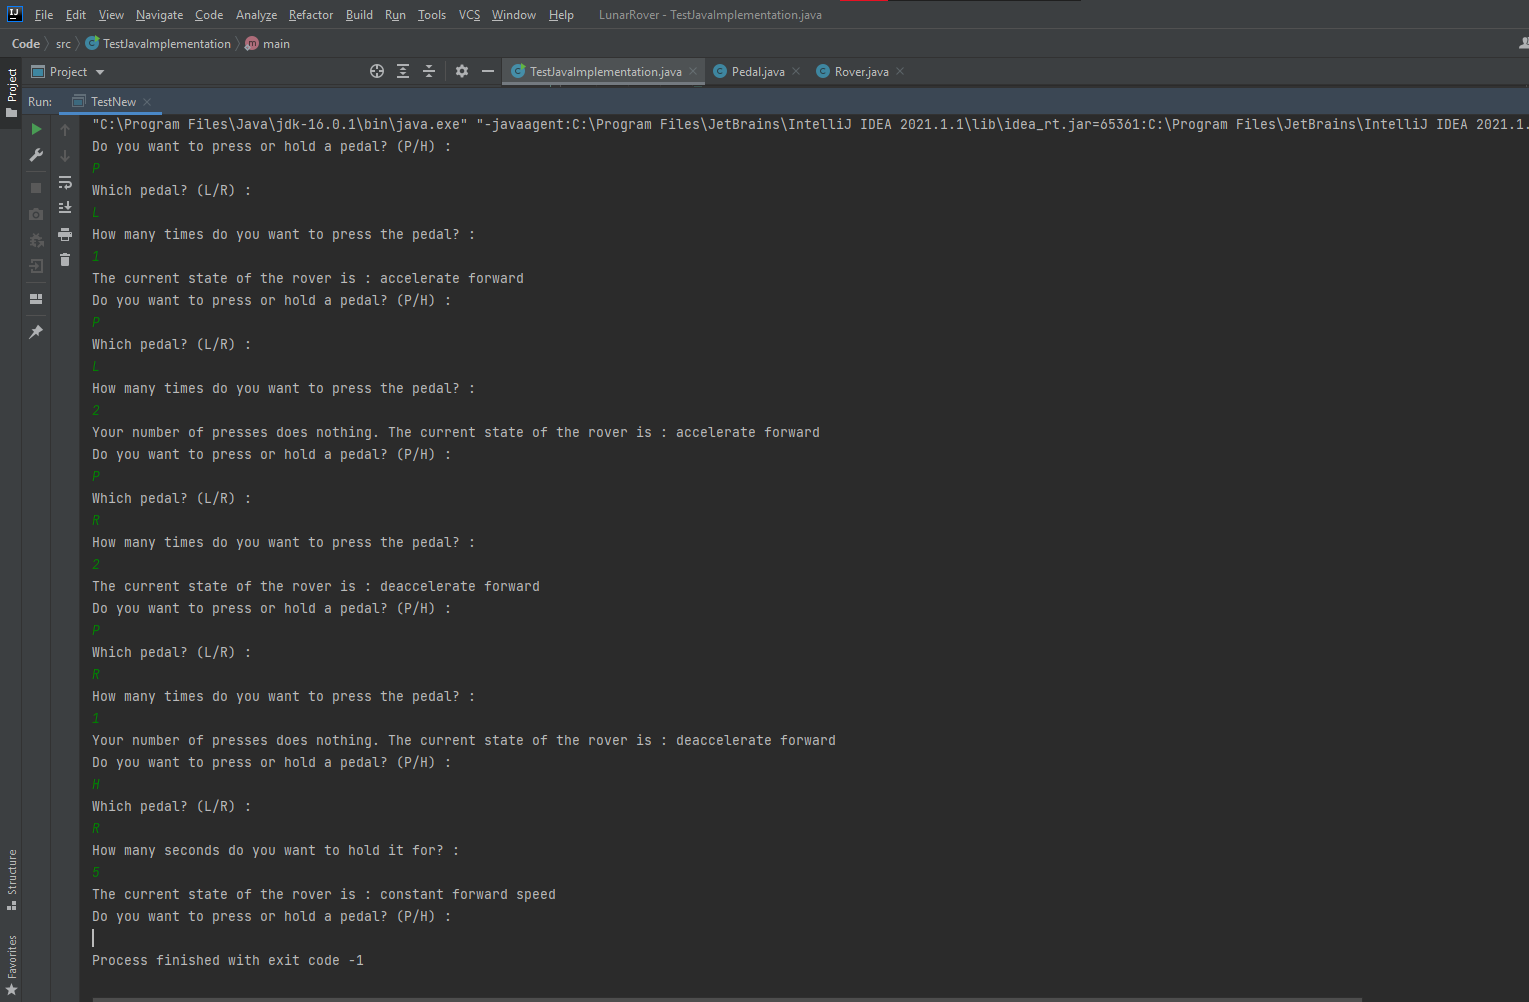 IJ File Edit View Navigate Code Analyze Refactor Build Run Tools VCS Window Help LunarRover - TestJavaImplementation.java
Code src TestJavaImplementation main
Project Project TestJavaImplementation.java Pedal.java Rover.java
Run: TestNew
"C:\Program Files\Java\jdk-16.0.1\bin\java.exe" "-javaagent:C:\Program Files\JetBrains\IntelliJ IDEA 2021.1.1\lib\idea_rt.jar=65361:C:\Program Files\JetBrains\IntelliJ IDEA 2021.1.
Do you want to press or hold a pedal? (P/H) :
P
Which pedal? (L/R) :
L
How many times do you want to press the pedal? :
1
The current state of the rover is : accelerate forward
Do you want to press or hold a pedal? (P/H) :
P
Which pedal? (L/R) :
L
How many times do you want to press the pedal? :
2
Your number of presses does nothing. The current state of the rover is : accelerate forward
Do you want to press or hold a pedal? (P/H) :
P
Which pedal? (L/R) :
R
How many times do you want to press the pedal? :
2
The current state of the rover is : deaccelerate forward
Do you want to press or hold a pedal? (P/H) :
P
Which pedal? (L/R) :
R
How many times do you want to press the pedal? :
1
Your number of presses does nothing. The current state of the rover is : deaccelerate forward
Do you want to press or hold a pedal? (P/H) :
H
Which pedal? (L/R) :
R
How many seconds do you want to hold it for? :
5
The current state of the rover is : constant forward speed
Do you want to press or hold a pedal? (P/H) :
Process finished with exit code -1
Structure
Favorites